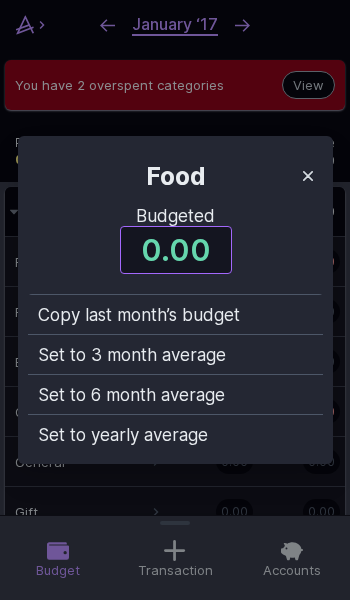 January ‘17
You have 2 overspent categories
View
Food
Budgeted
0.00
Copy last month’s budget
Set to 3 month average
Set to 6 month average
Set to yearly average
General
Gift 0.00 0.00
Budget Transaction Accounts